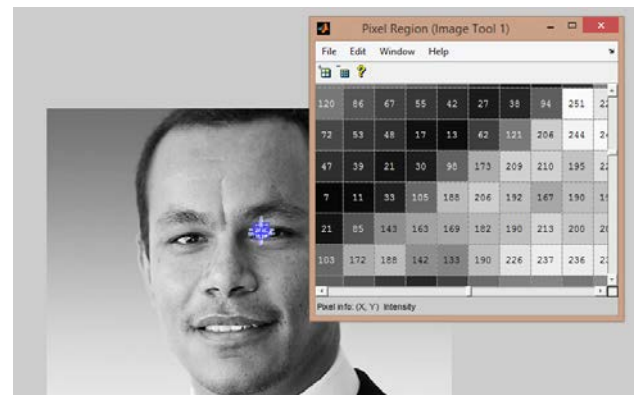 Pixel Region (Image Tool 1)
File Edit Window Help
120 86 67 55 42 27 38 94 251
72 53 48 17 13 62 121 206 244
47 39 21 30 98 173 209 210 195
7 11 33 105 188 206 192 167 190
21 85 143 163 169 182 190 213 200
103 172 188 142 133 190 226 237 236
Pixel info: (X, Y) Intensity